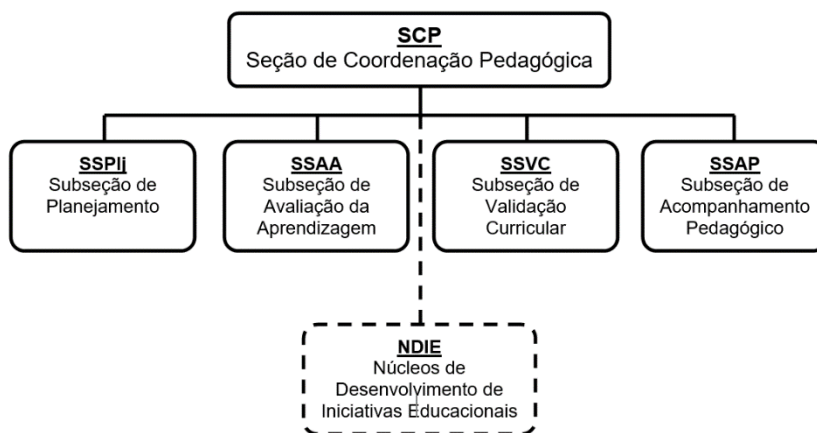 SCP
Seção de Coordenação Pedagógica
SSPlj
Subseção de
Planejamento
SSAA
Subseção de
Avaliação da
Aprendizagem
SSVC
Subseção de
Validação
Curricular
SSAP
Subseção de
Acompanhamento
Pedagógico
NDIE
Núcleos de
Desenvolvimento de
Iniciativas Educacionais